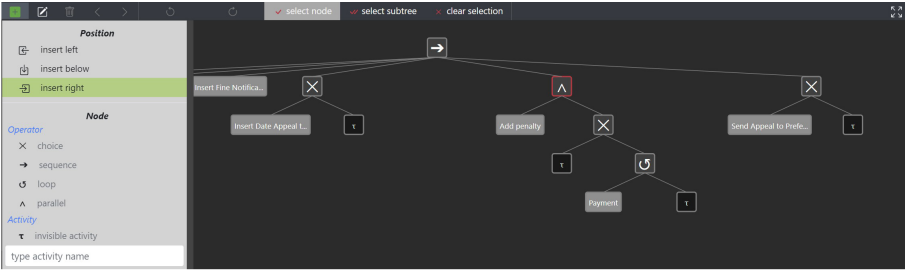 select node
select subtree
clear selection
Position
insert left
insert below
insert right
Node
Operator
choice
sequence
loop
parallel
Activity
τ invisible activity
type activity name
Insert Fine Notifica...
Insert Date Appeal t...
τ
Add penalty
Send Appeal to Prefe...
τ
τ
Payment
τ